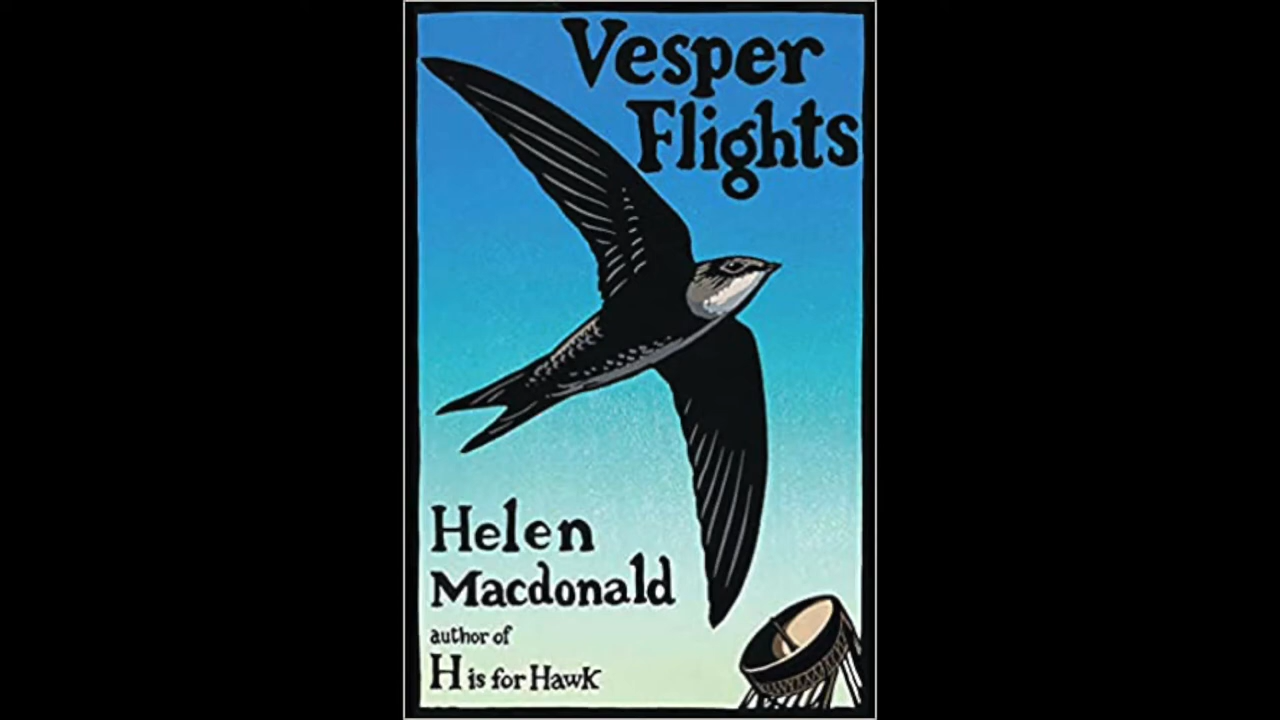 Vesper
Flights
Helen
Macdonald
author of
H is for Hawk